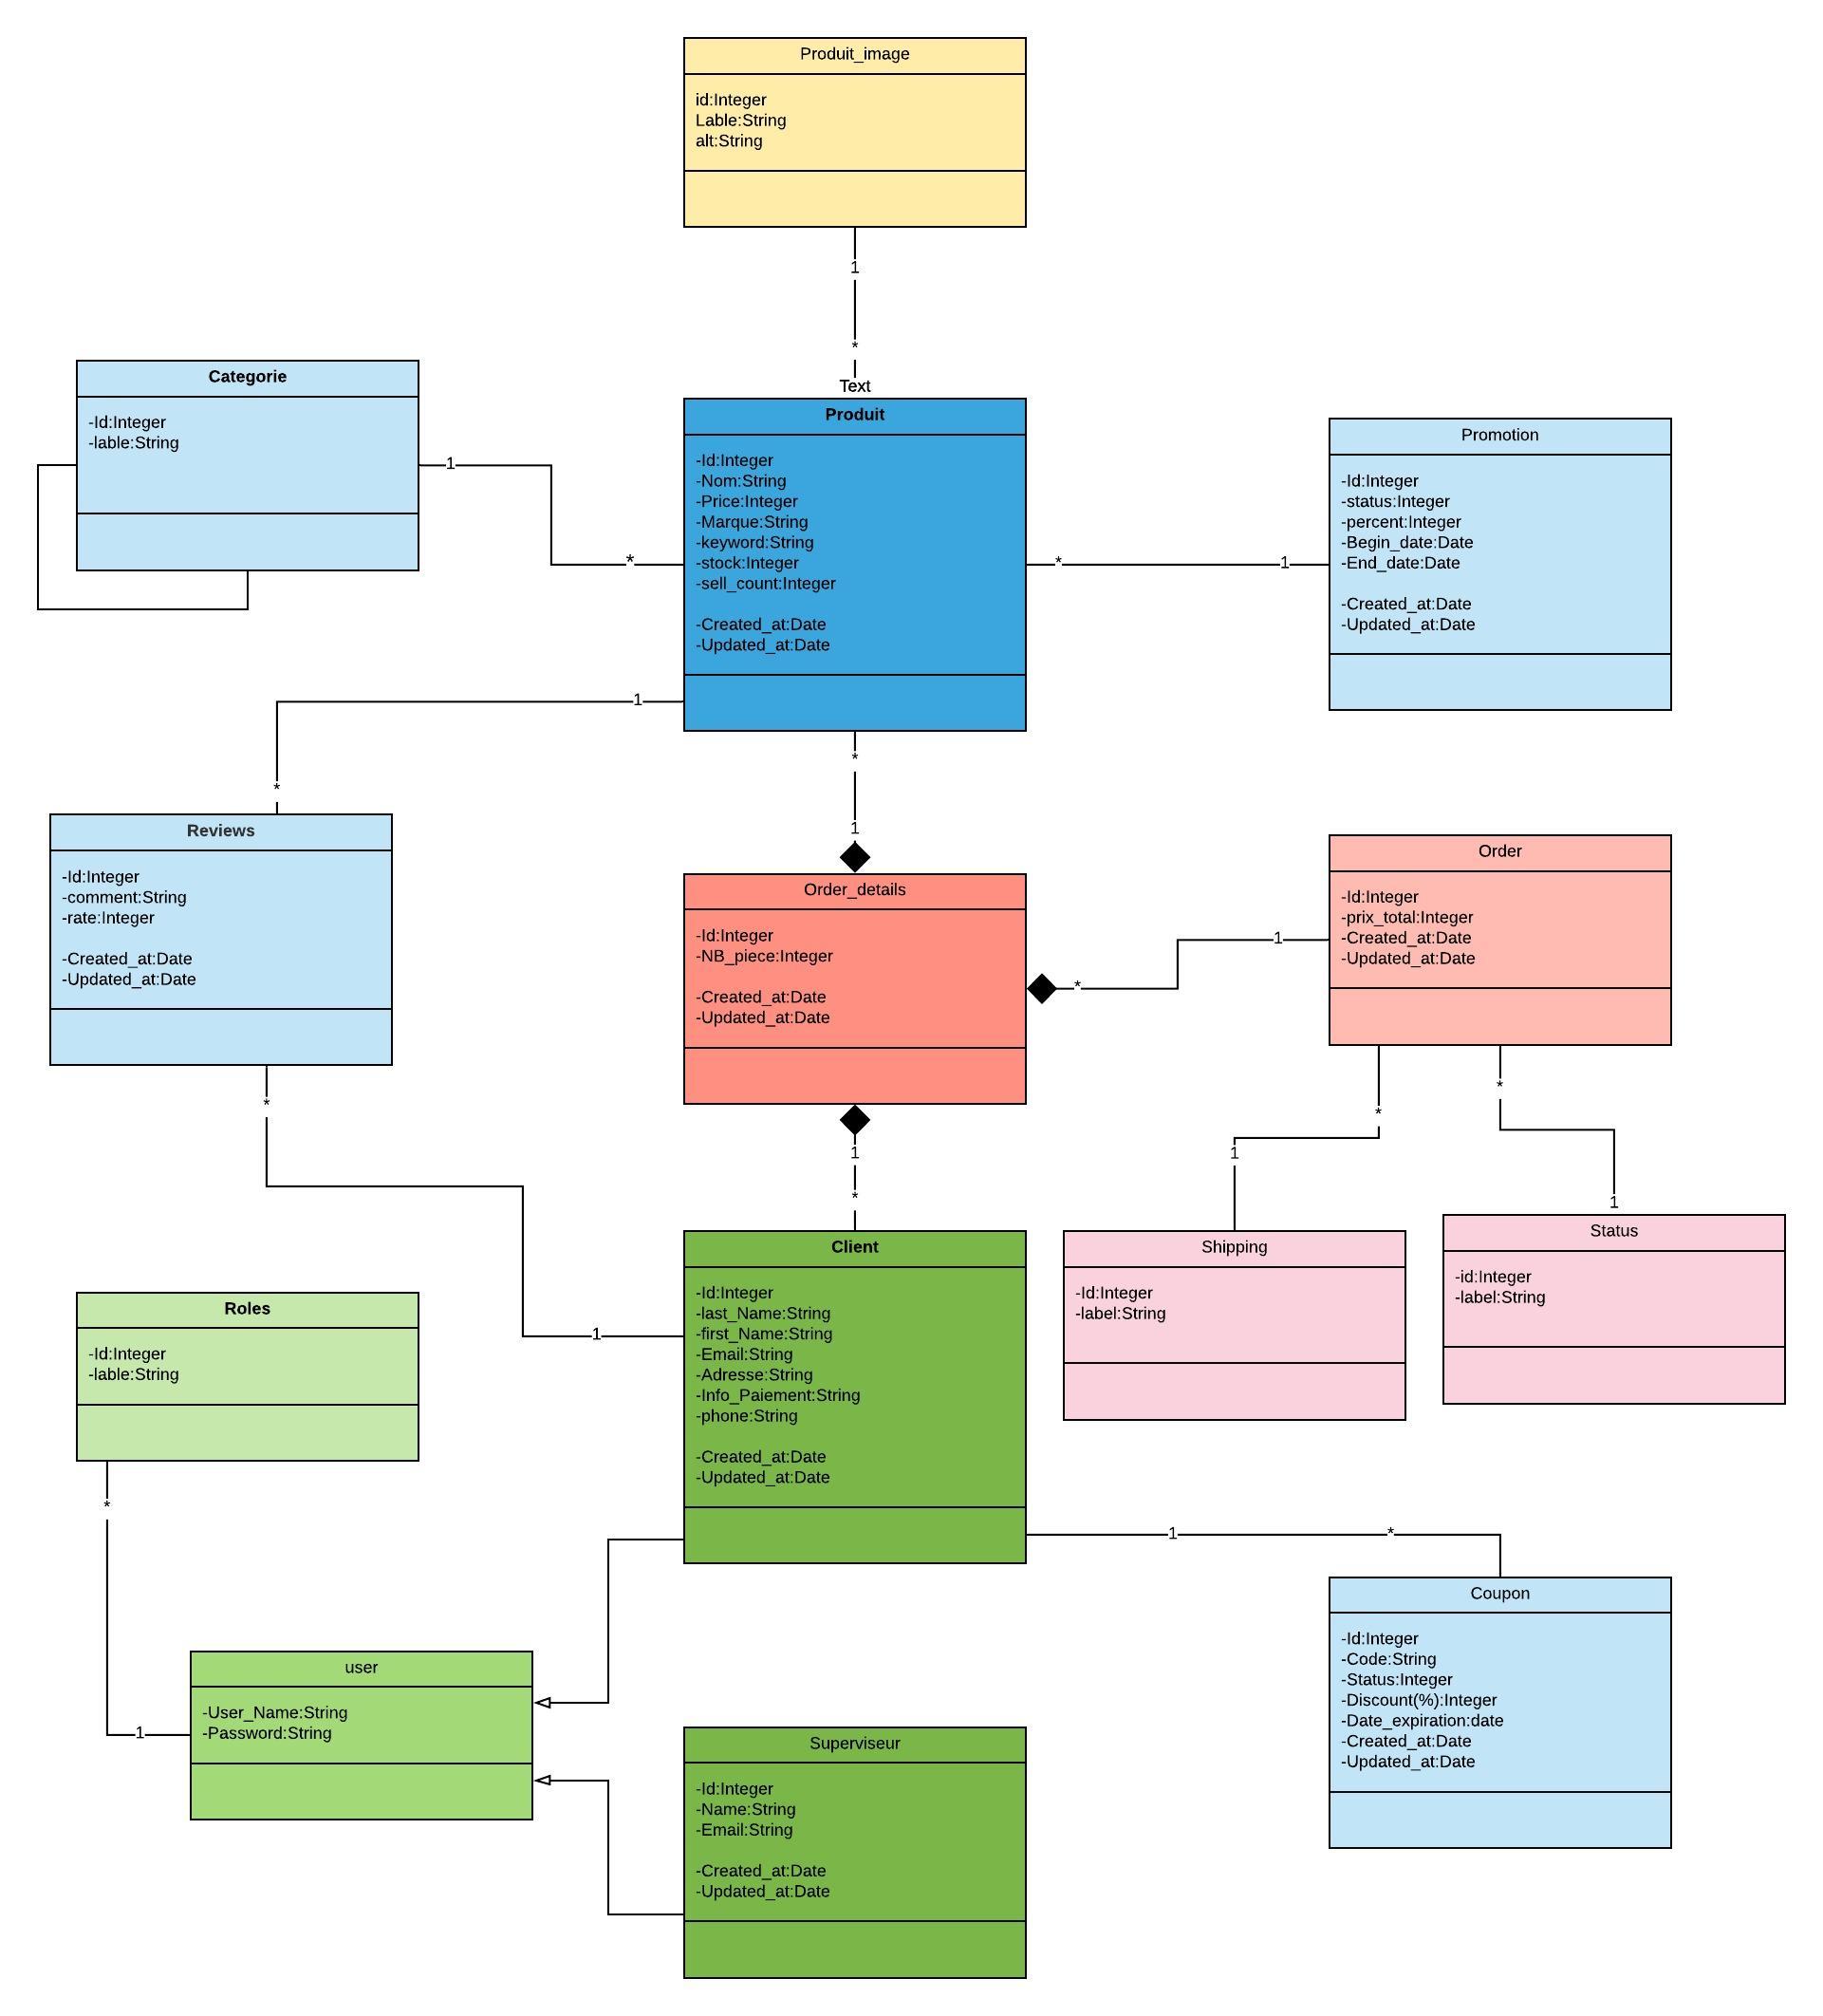 Produit_image
id:Integer
Lable:String
alt:String
1
*
Text
Categorie
-Id:Integer
-lable:String
1
*
Produit
-Id:Integer
-Nom:String
-Price:Integer
-Marque:String
-keyword:String
-stock:Integer
-sell_count:Integer
-Created_at:Date
-Updated_at:Date
*
1
Promotion
-Id:Integer
-status:Integer
-percent:Integer
-Begin_date:Date
-End_date:Date
-Created_at:Date
-Updated_at:Date
1
*
*
1
Reviews
-Id:Integer
-comment:String
-rate:Integer
-Created_at:Date
-Updated_at:Date
Order_details
-Id:Integer
-NB_piece:Integer
-Created_at:Date
-Updated_at:Date
*
1
Order
-Id:Integer
-prix_total:Integer
-Created_at:Date
-Updated_at:Date
*
1
*
*
1
*
1
1
Client
-Id:Integer
-last_Name:String
-first_Name:String
-Email:String
-Adresse:String
-Info_Paiement:String
-phone:String
-Created_at:Date
-Updated_at:Date
Shipping
-Id:Integer
-label:String
Status
-id:Integer
-label:String
1
Roles
-Id:Integer
-lable:String
*
1
1
*
user
-User_Name:String
-Password:String
Superviseur
-Id:Integer
-Name:String
-Email:String
-Created_at:Date
-Updated_at:Date
Coupon
-Id:Integer
-Code:String
-Status:Integer
-Discount(%):Integer
-Date_expiration:date
-Created_at:Date
-Updated_at:Date